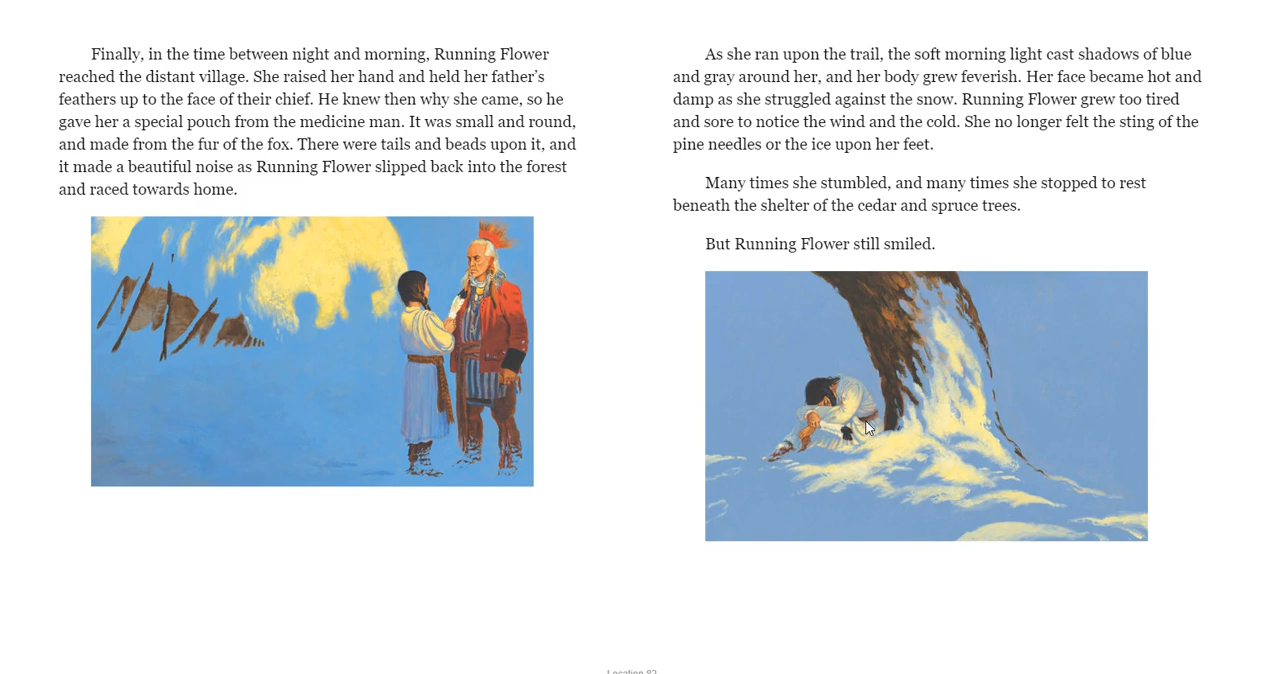 Finally, in the time between night and morning, Running Flower
reached the distant village. She raised her hand and held her father’s
feathers up to the face of their chief. He knew then why she came, so he
gave her a special pouch from the medicine man. It was small and round,
and made from the fur of the fox. There were tails and beads upon it, and
it made a beautiful noise as Running Flower slipped back into the forest
and raced towards home.
As she ran upon the trail, the soft morning light cast shadows of blue
and gray around her, and her body grew feverish. Her face became hot and
damp as she struggled against the snow. Running Flower grew too tired
and sore to notice the wind and the cold. She no longer felt the sting of the
pine needles or the ice upon her feet.
Many times she stumbled, and many times she stopped to rest
beneath the shelter of the cedar and spruce trees.
But Running Flower still smiled.
Location